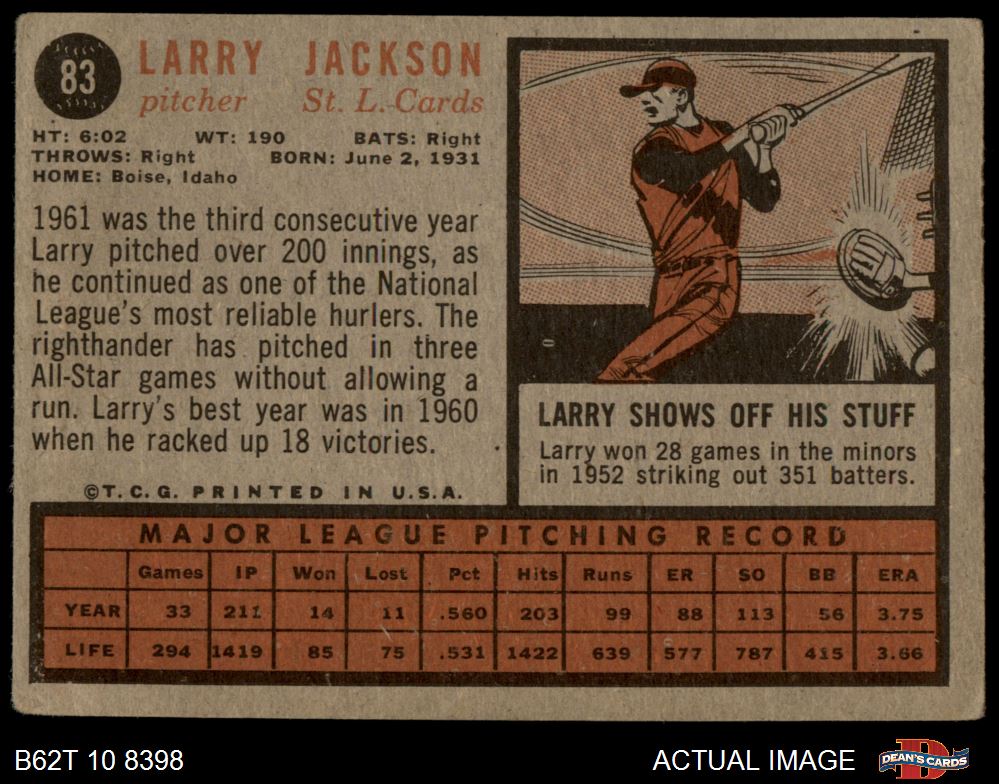 83
LARRY JACKSON
pitcher St. L.-Cards
HT: 6:02 WT: 190 BATS: Right
THROWS: Right BORN: June 2, 1931
HOME: Boise, Idaho
1961 was the third consecutive year
Larry pitched over 200 innings, as
he continued as one of the National
League's most reliable hurlers. The
righthander has pitched in three
All-Star games without allowing a
run. Larry's best year was in 1960
when he racked up 18 victories.
©T.C.G. PRINTED IN U.S.A.
LARRY SHOWS OFF HIS STUFF
Larry won 28 games in the minors
in 1952 striking out 351 batters.
MAJOR LEAGUE PITCHING RECORD
Games IP Won Lost Pct Hits Runs ER SO BB ERA
YEAR 33 211 14 11 .560 203 99 88 113 56 3.75
LIFE 294 1419 85 75 .531 1422 639 577 787 415 3.66
B62T 10 8398
ACTUAL IMAGE
D
DEAN'S CARDS